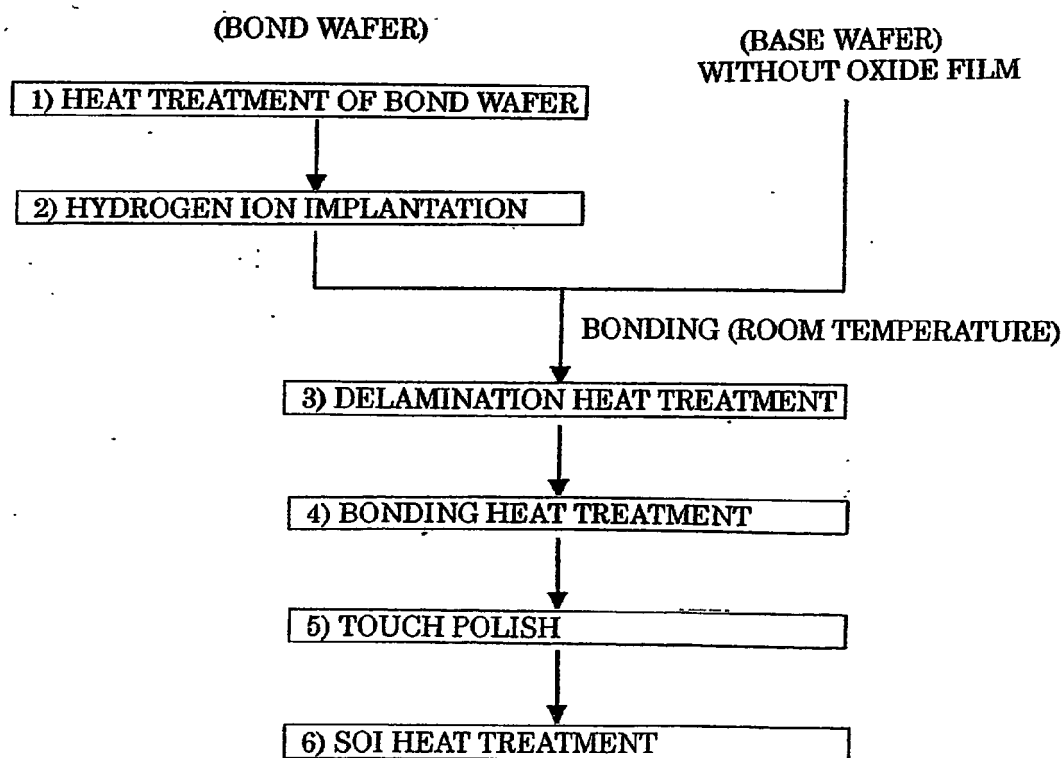 (BOND WAFER)
(BASE WAFER)
WITHOUT OXIDE FILM
1) HEAT TREATMENT OF BOND WAFER
2) HYDROGEN ION IMPLANTATION
BONDING (ROOM TEMPERATURE)
3) DELAMINATION HEAT TREATMENT
4) BONDING HEAT TREATMENT
5) TOUCH POLISH
6) SOI HEAT TREATMENT